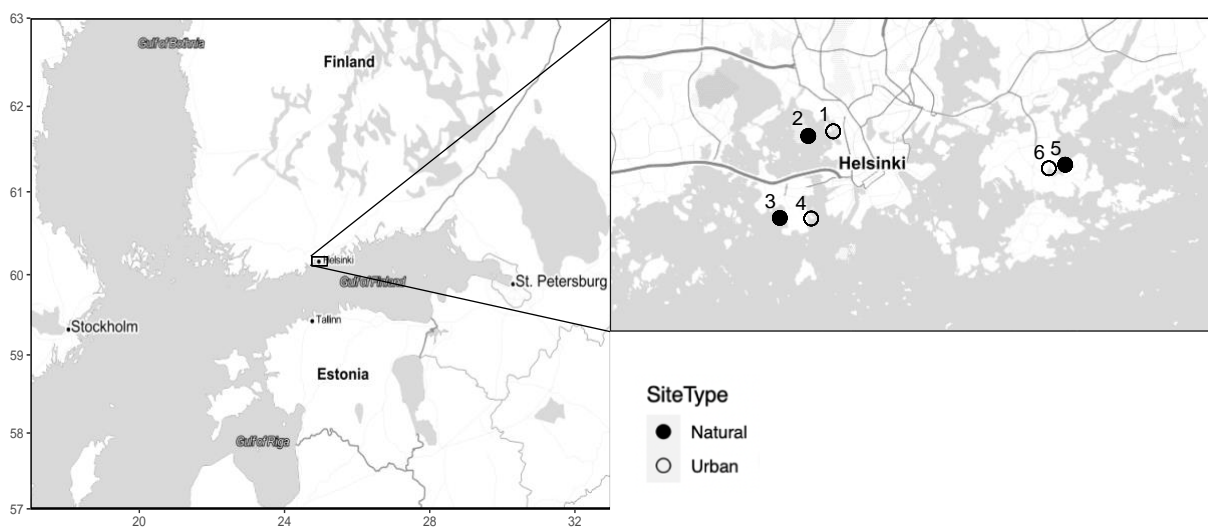 63
62
61
60
59
58
57
20
24
28
32
Gulf of Bothnia
Finland
Helsinki
Gulf of Finland
St. Petersburg
Stockholm
Tallinn
Estonia
Gulf of Riga
2
1
Helsinki
6
5
3
4
SiteType
Natural
Urban